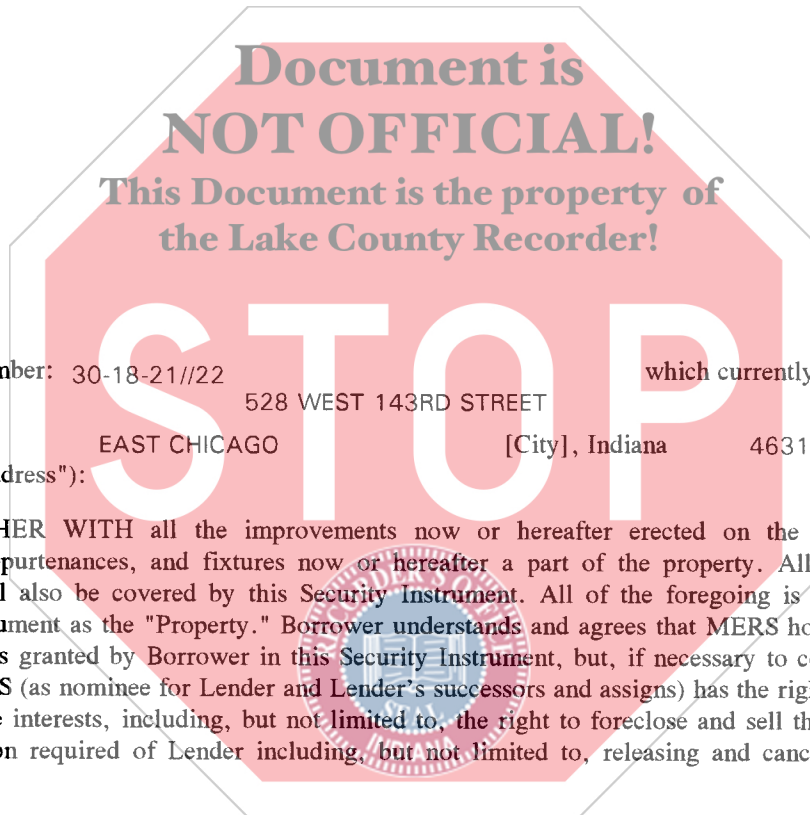 Document is
NOT OFFICIAL!
This Document is the property of
the Lake County Recorder!
STOP
mber: 30-18-21//22 which currently
528 WEST 143RD STREET
EAST CHICAGO [City], Indiana 4631
dress"):
HER WITH all the improvements now or hereafter erected on the
purtenances, and fixtures now or hereafter a part of the property. All
l also be covered by this Security Instrument. All of the foregoing is
ument as the "Property." Borrower understands and agrees that MERS ho
s granted by Borrower in this Security Instrument, but, if necessary to c
S (as nominee for Lender and Lender's successors and assigns) has the righ
e interests, including, but not limited to, the right to foreclose and sell th
on required of Lender including, but not limited to, releasing and canc
RECORDER'S OFFICE
SEAL
INDIANA